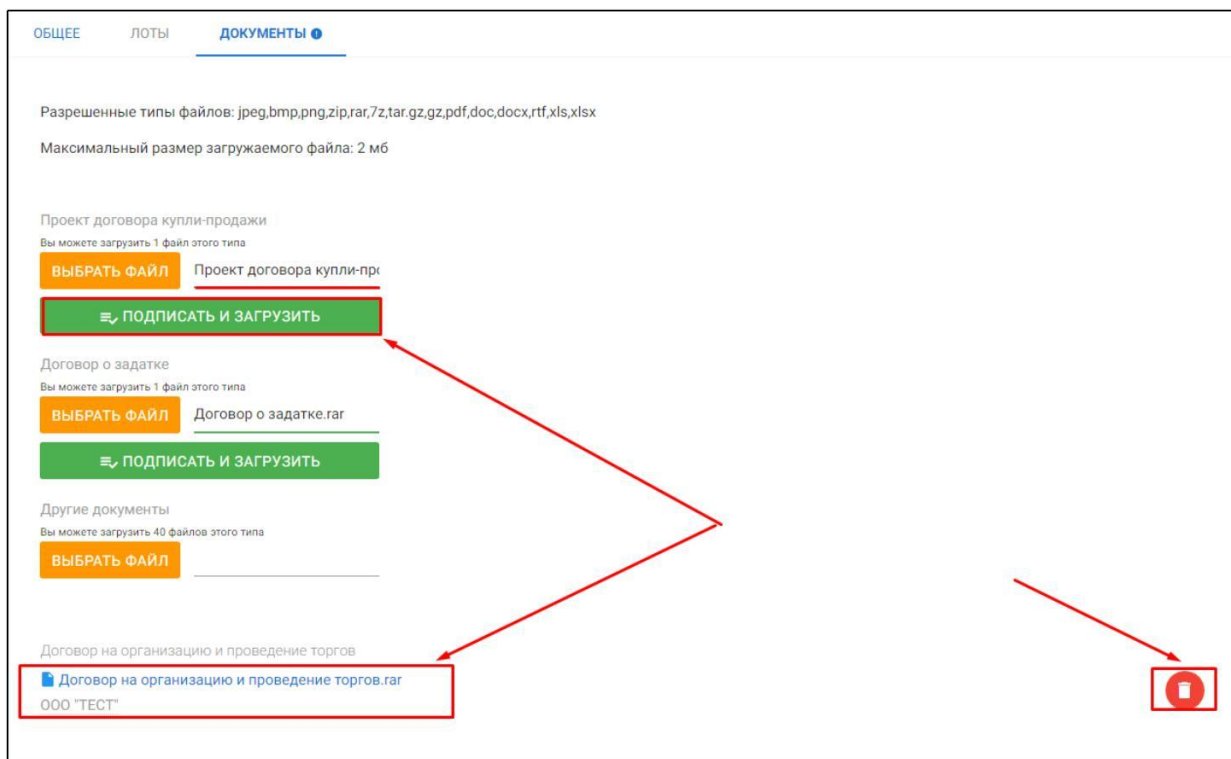 ОБЩЕЕ ЛОТЫ ДОКУМЕНТЫ
Разрешенные типы файлов: jpeg,bmp,png,zip,rar,7z,tar.gz,gz,pdf,doc,docx,rtf,xls,xlsx
Максимальный размер загружаемого файла: 2 мб
Проект договора купли-продажи
Вы можете загрузить 1 файл этого типа
ВЫБРАТЬ ФАЙЛ Проект договора купли-про
ПОДПИСАТЬ И ЗАГРУЗИТЬ
Договор о задатке
Вы можете загрузить 1 файл этого типа
ВЫБРАТЬ ФАЙЛ Договор о задатке.rar
ПОДПИСАТЬ И ЗАГРУЗИТЬ
Другие документы
Вы можете загрузить 40 файлов этого типа
ВЫБРАТЬ ФАЙЛ
Договор на организацию и проведение торгов
Договор на организацию и проведение торгов.rar
ООО "ТЕСТ"